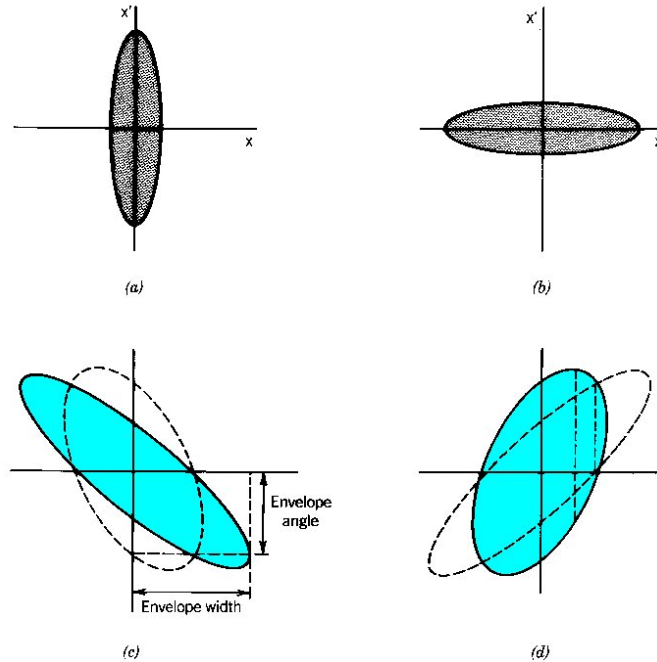 x'
x
(a)
x'
x
(b)
Envelope
angle
Envelope width
(c)
(d)